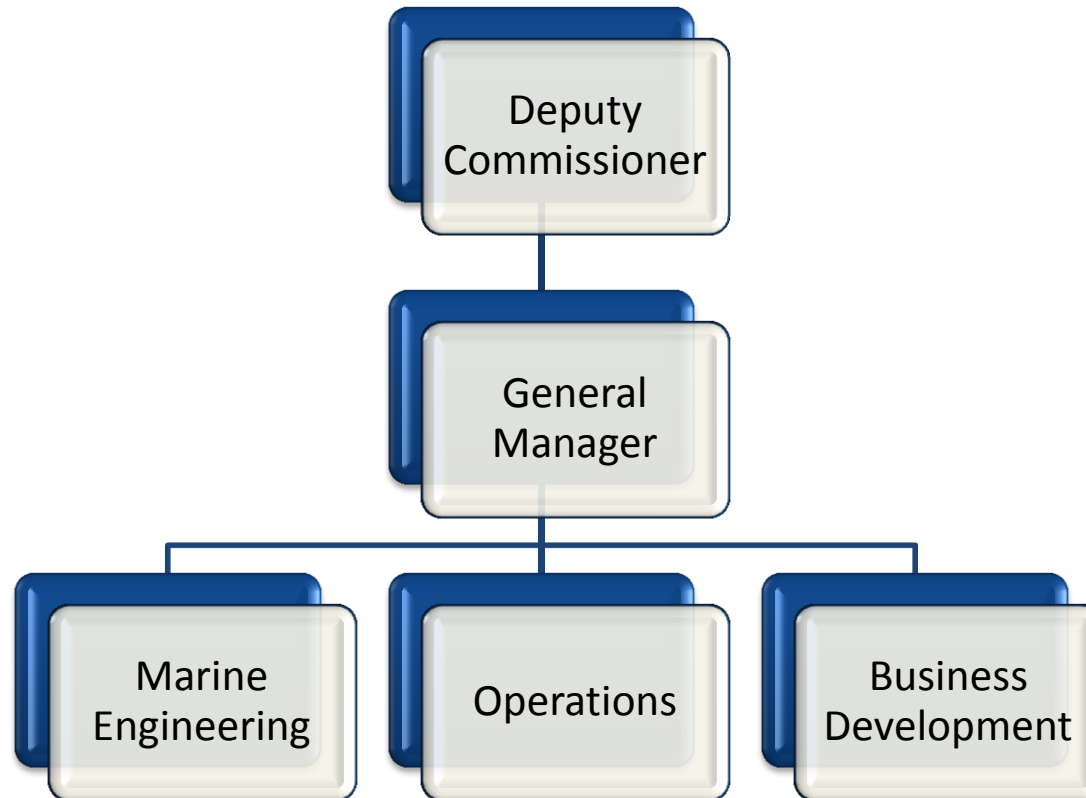 Deputy
Commissioner
General
Manager
Marine
Engineering
Operations
Business
Development